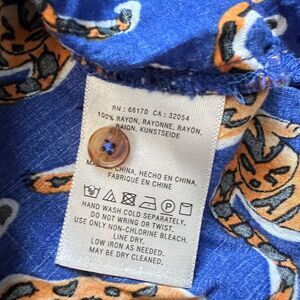 RN : 66170 CA : 32054
100% RAYON, RAYONNE, RAYÓN,
RAION, KUNSTSEIDE
CHINA, HECHO EN CHINA,
FABRIQUÉ EN CHINE
HAND WASH COLD SEPARATELY.
DO NOT WRING OR TWIST.
USE ONLY NON-CHLORINE BLEACH.
LINE DRY.
LOW IRON AS NEEDED.
MAY BE DRY CLEANED.